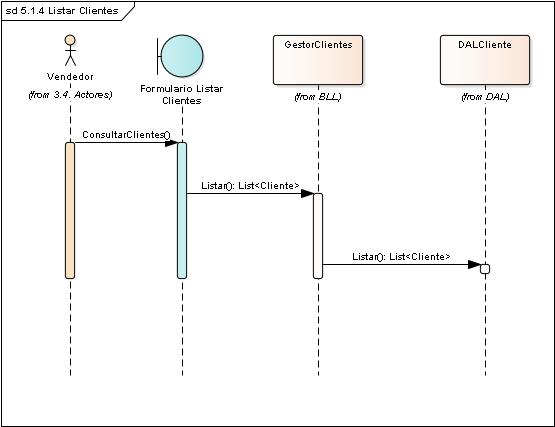 sd 5.1.4 Listar Clientes
Vendedor
(from 3.4. Actores)
Formulario Listar
Clientes
GestorClientes
(from BLL)
DALCliente
(from DAL)
ConsultarClientes()
Listar(): List<Cliente>
Listar(): List<Cliente>